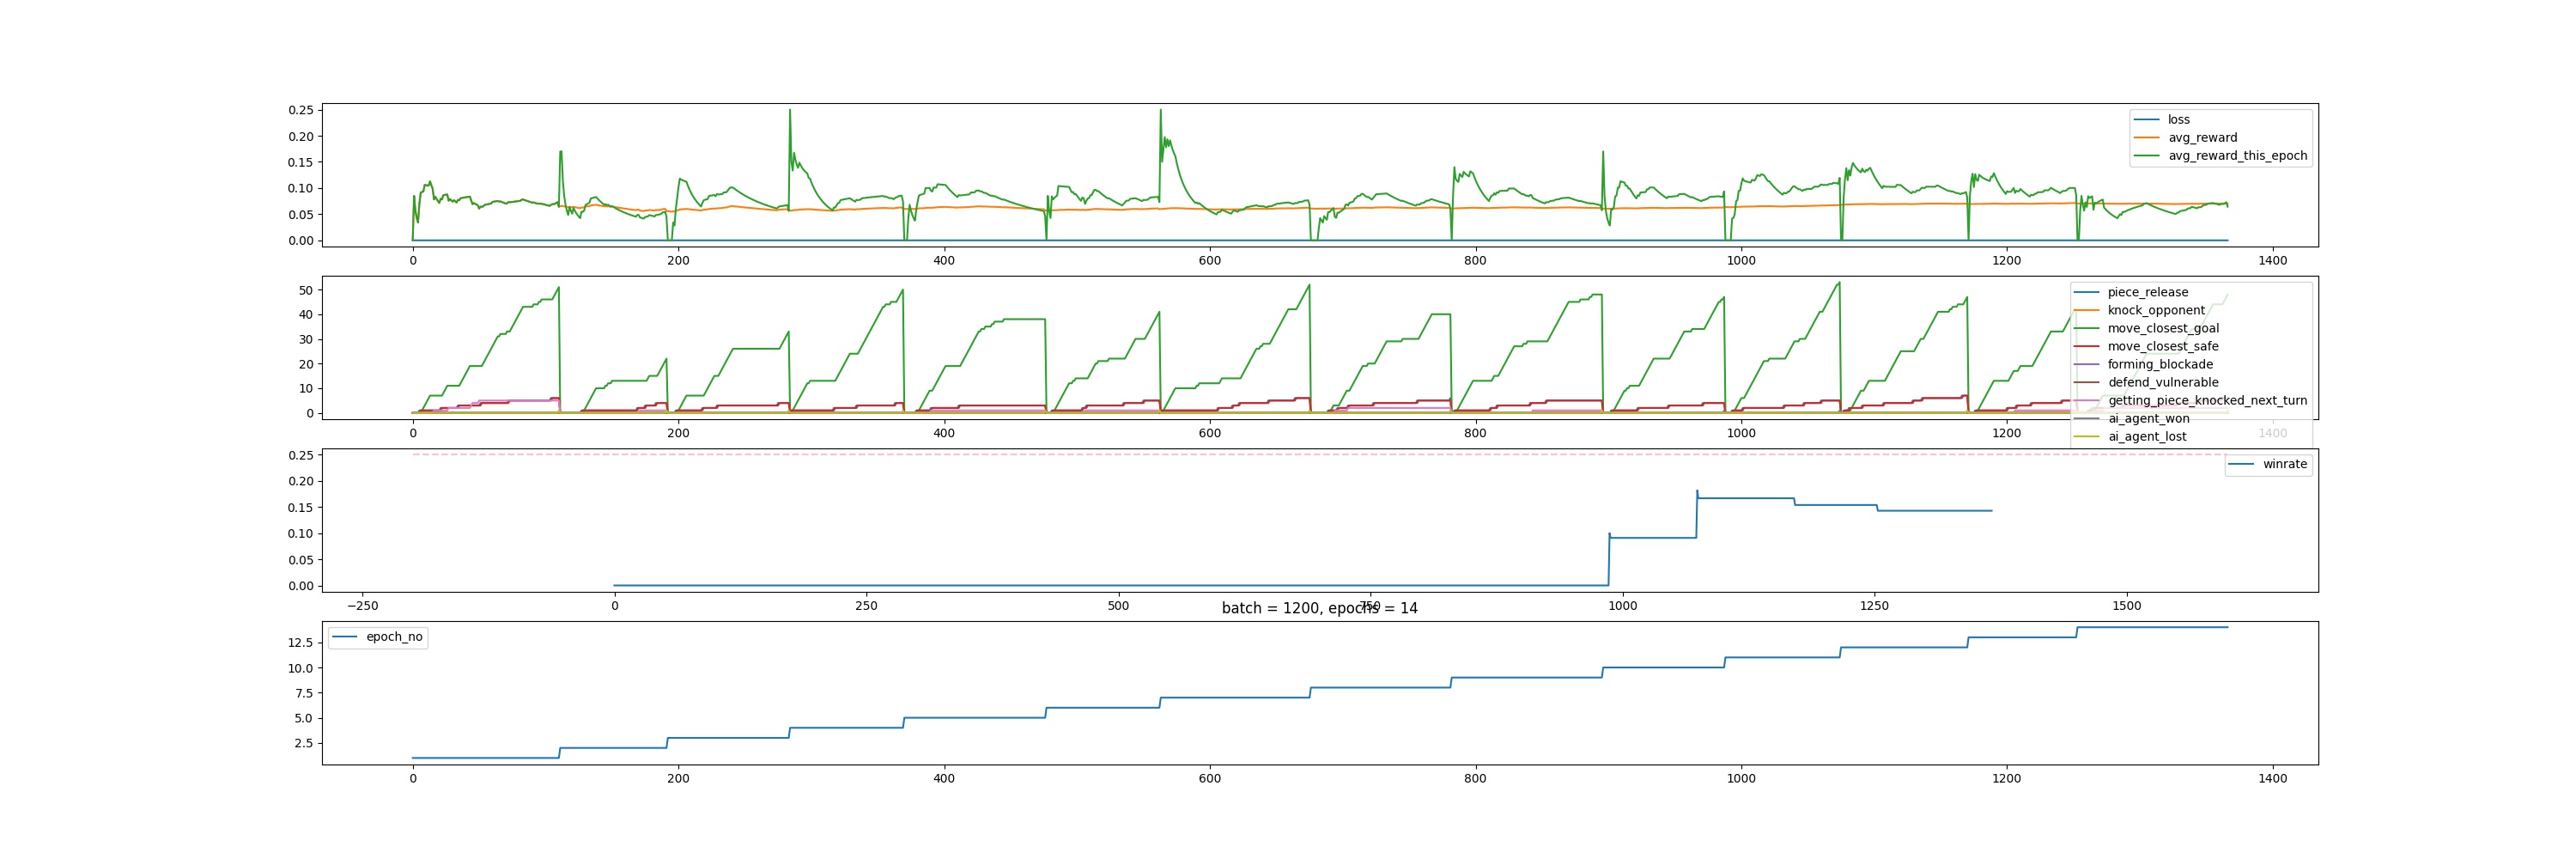 0.25
0.20
0.15
0.10
0.05
0.00
loss
avg_reward
avg_reward_this_epoch
0 200 400 600 800 1000 1200 1400
50
40
30
20
10
0
piece_release
knock_opponent
move_closest_goal
move_closest_safe
forming_blockade
defend_vulnerable
getting_piece_knocked_next_turn
ai_agent_won
ai_agent_lost
0 200 400 600 800 1000 1200 1400
0.25
0.20
0.15
0.10
0.05
0.00
winrate
−250 0 250 500 750 1000 1250 1500
batch = 1200, epochs = 14
12.5
10.0
7.5
5.0
2.5
epoch_no
0 200 400 600 800 1000 1200 1400